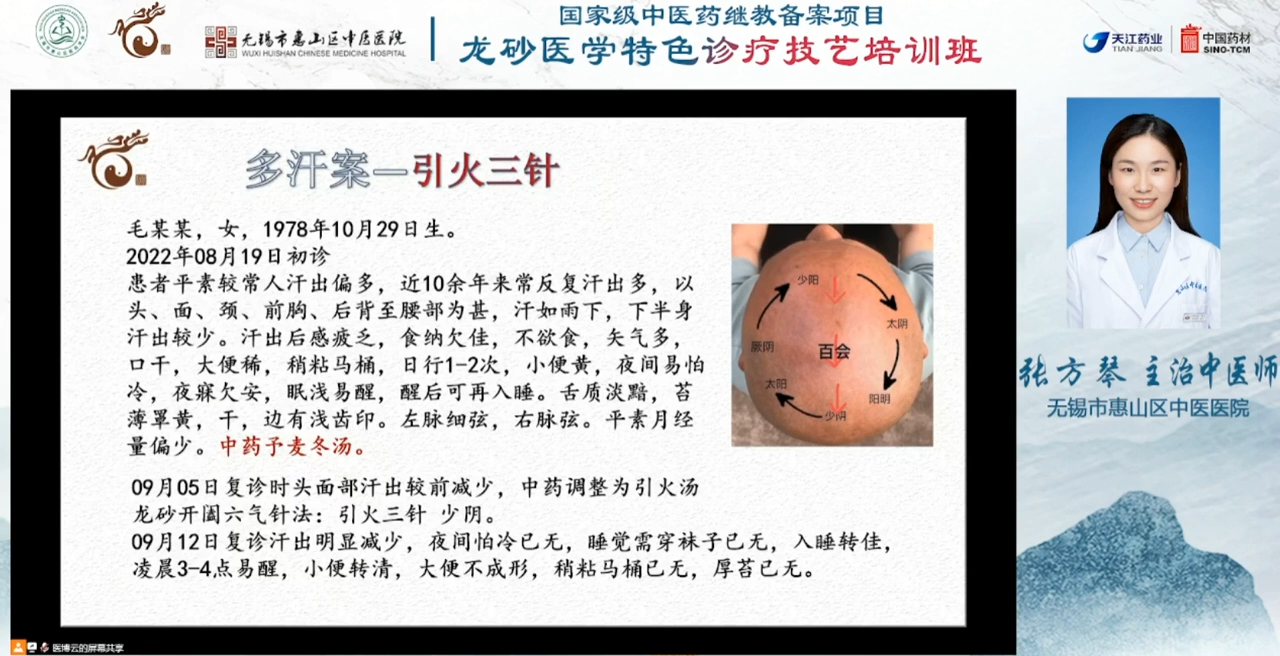 国家级中医药继教备案项目
无锡市惠山区中医医院
WUXI HUISHAN CHINESE MEDICINE HOSPITAL
龙砂医学特色诊疗技艺培训班
天江药业
TIAN JIANG
中国药材
SINO-TCM
多汗案—引火三针
毛某某，女，1978年10月29日生。
2022年08月19日初诊
患者平素较常人汗出偏多，近10余年来常反复汗出多，以
头、面、颈、前胸、后背至腰部为甚，汗如雨下，下半身
汗出较少。汗出后感疲乏，食纳欠佳，不欲食，矢气多，
口干，大便稀，稍粘马桶，日行1-2次，小便黄，夜间易怕
冷，夜寐欠安，眠浅易醒，醒后可再入睡。舌质淡黯，苔
薄罩黄，干，边有浅齿印。左脉细弦，右脉弦。平素月经
量偏少。中药予麦冬汤。
少阳
太阴
厥阴
百会
太阳
阳明
少阴
09月05日复诊时头面部汗出较前减少，中药调整为引火汤
龙砂开阖六气针法：引火三针 少阴。
09月12日复诊汗出明显减少，夜间怕冷已无，睡觉需穿袜子已无，入睡转佳，
凌晨3-4点易醒，小便转清，大便不成形，稍粘马桶已无，厚苔已无。
张方琴 主治中医师
无锡市惠山区中医医院
医博云的屏幕共享